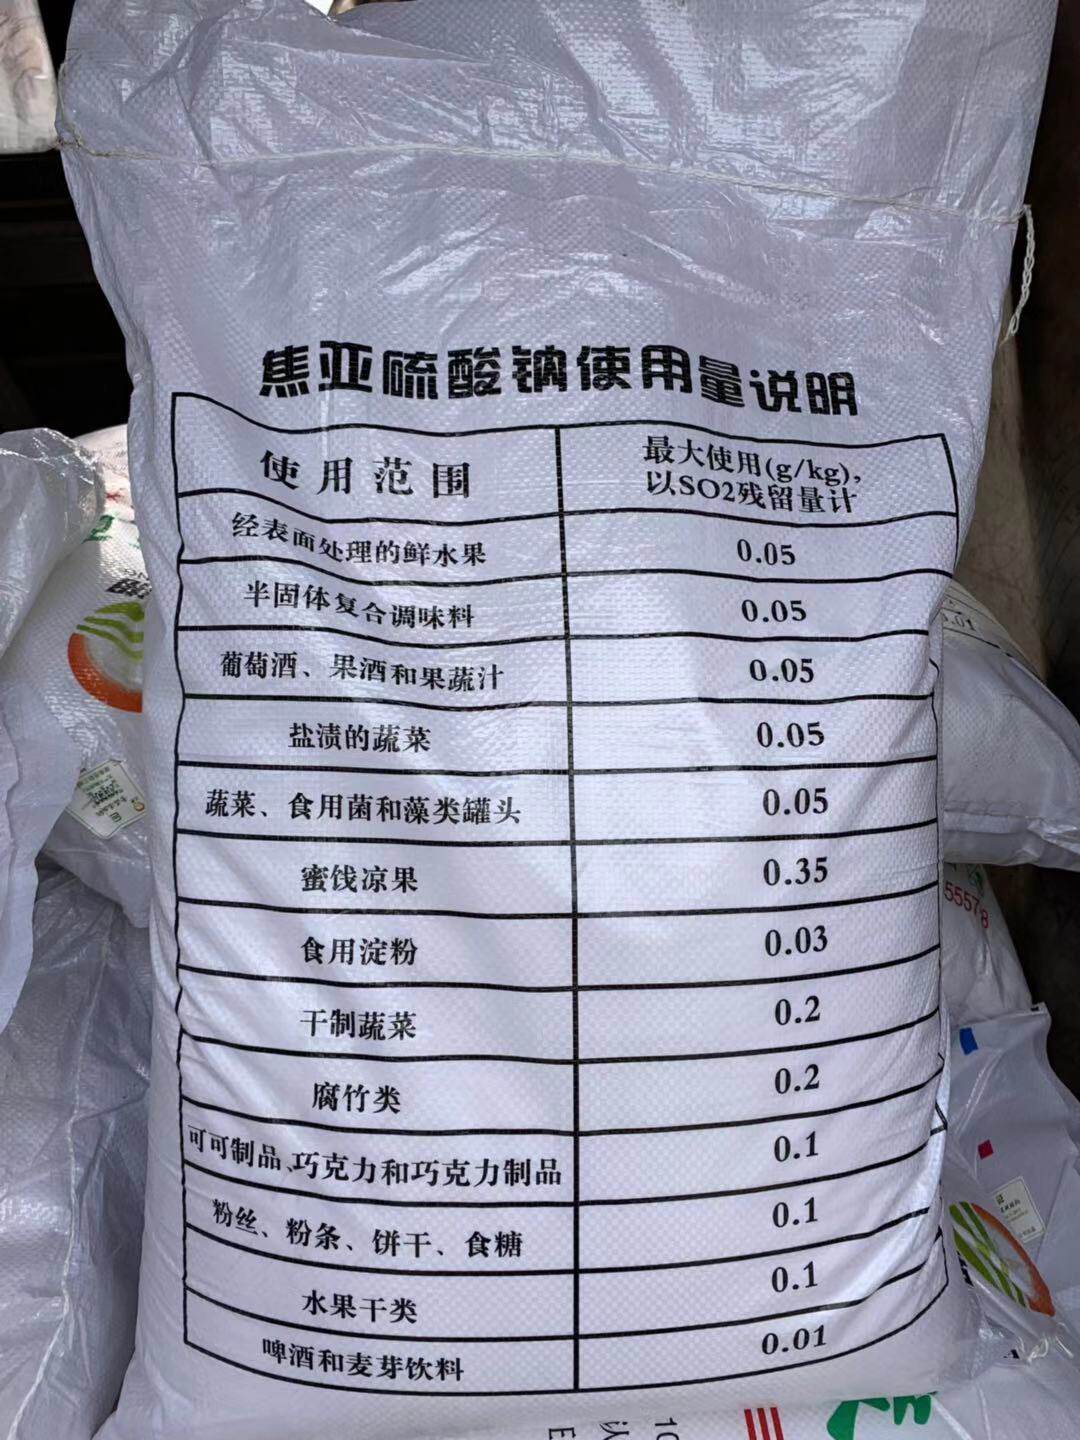 焦亚硫酸钠使用量说明
使用范围
最大使用(g/kg),
以SO2残留量计
经表面处理的鲜水果 0.05
半固体复合调味料 0.05
葡萄酒、果酒和果蔬汁 0.05
盐渍的蔬菜 0.05
蔬菜、食用菌和藻类罐头 0.05
蜜饯凉果 0.35
食用淀粉 0.03
干制蔬菜 0.2
腐竹类 0.2
可可制品、巧克力和巧克力制品 0.1
粉丝、粉条、饼干、食糖 0.1
水果干类 0.1
啤酒和麦芽饮料 0.01